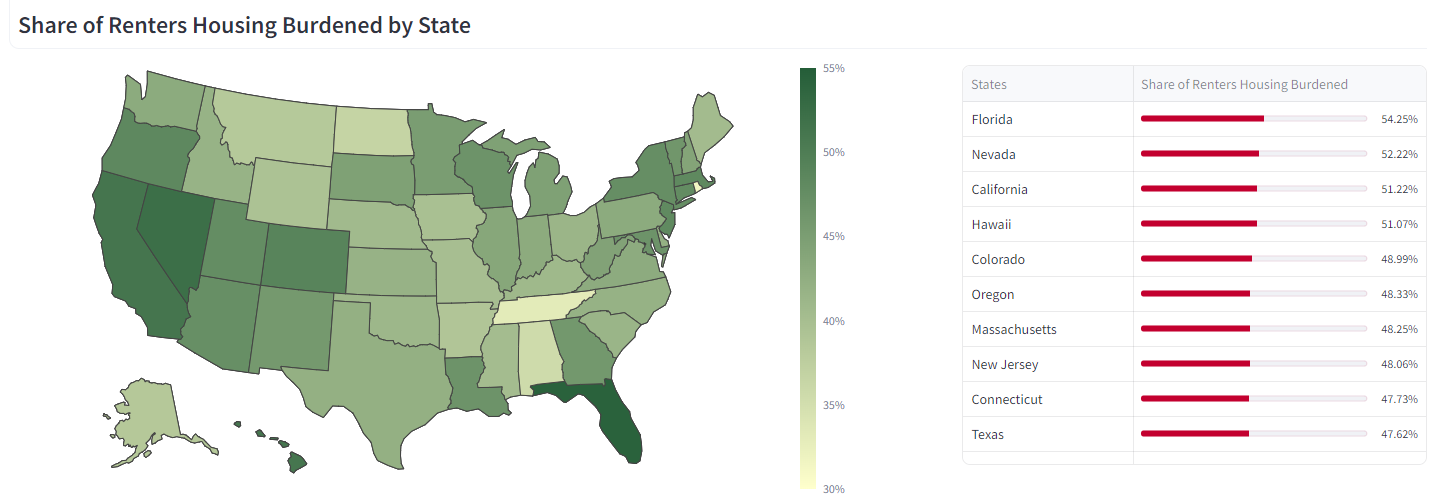 Share of Renters Housing Burdened by State
55%
50%
45%
40%
35%
30%
States Share of Renters Housing Burdened
Florida 54.25%
Nevada 52.22%
California 51.22%
Hawaii 51.07%
Colorado 48.99%
Oregon 48.33%
Massachusetts 48.25%
New Jersey 48.06%
Connecticut 47.73%
Texas 47.62%